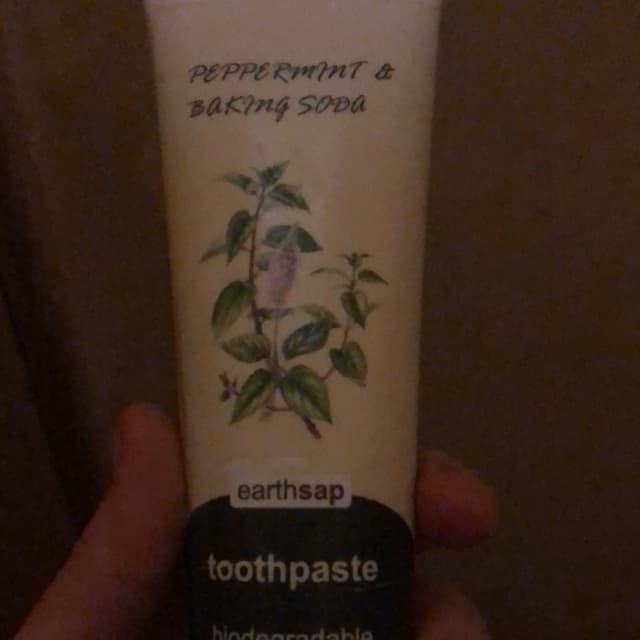 PEPPERMINT &
BAKING SODA
earthsap
toothpaste
biodegradable